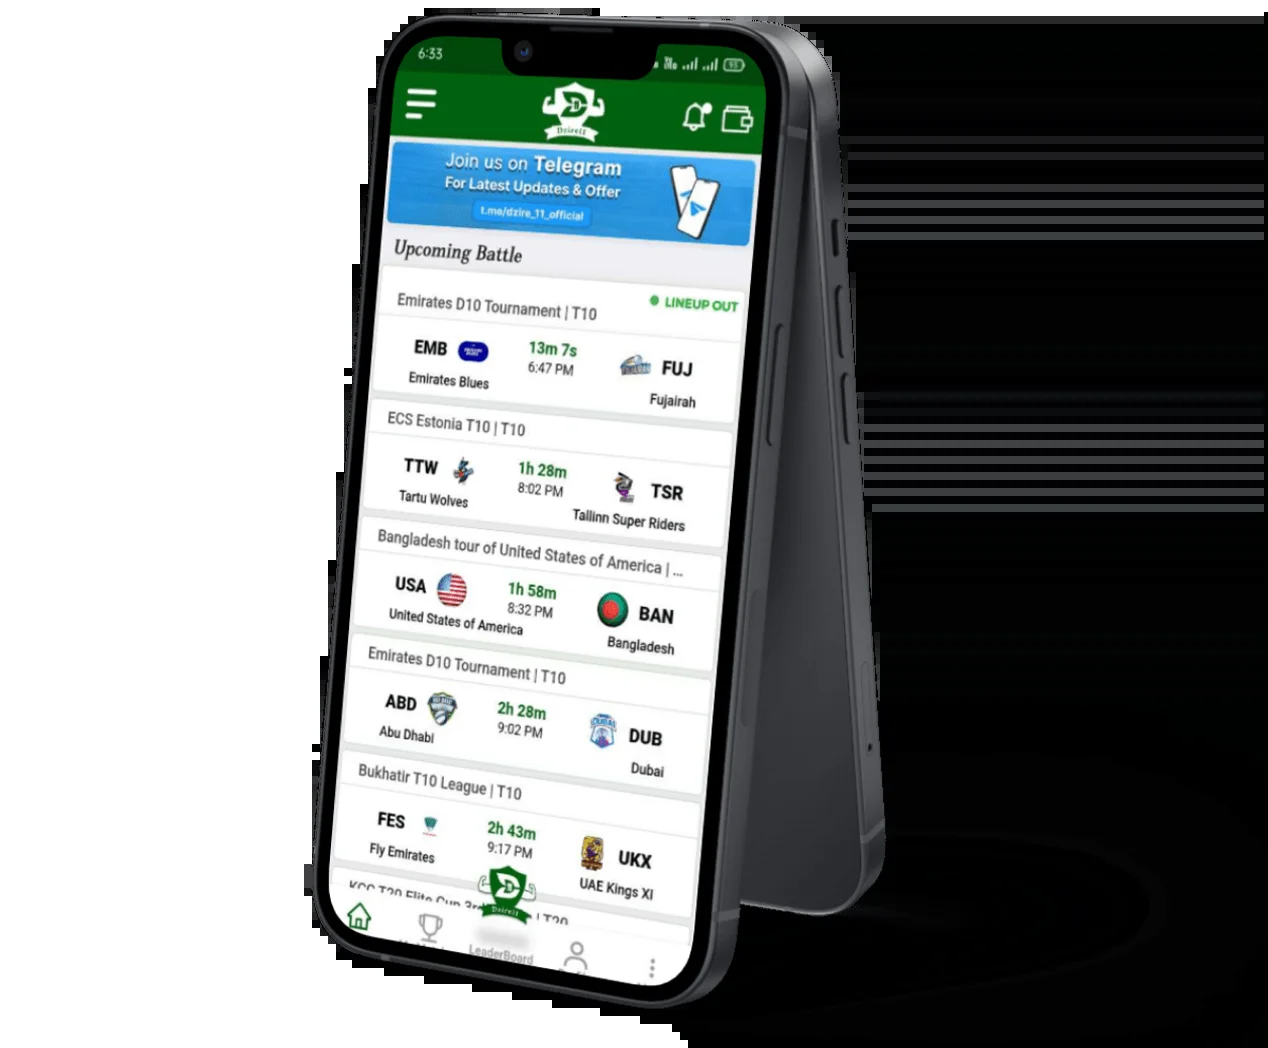 6:33
93
Dzire11
Join us on Telegram
For Latest Updates & Offer
t.me/dzire_11_official
Upcoming Battle
Emirates D10 Tournament | T10
LINEUP OUT
EMB 13m 7s FUJ
6:47 PM
Emirates Blues Fujairah
ECS Estonia T10 | T10
TTW 1h 28m TSR
8:02 PM
Tartu Wolves Tallinn Super Riders
Bangladesh tour of United States of America | ...
USA 1h 58m BAN
8:32 PM
United States of America Bangladesh
Emirates D10 Tournament | T10
ABD 2h 28m DUB
9:02 PM
Abu Dhabi Dubai
Bukhatir T10 League | T10
FES 2h 43m UKX
9:17 PM
Fly Emirates UAE Kings XI
KCC T20 Elite Cup | T20
Dzire11
LeaderBoard